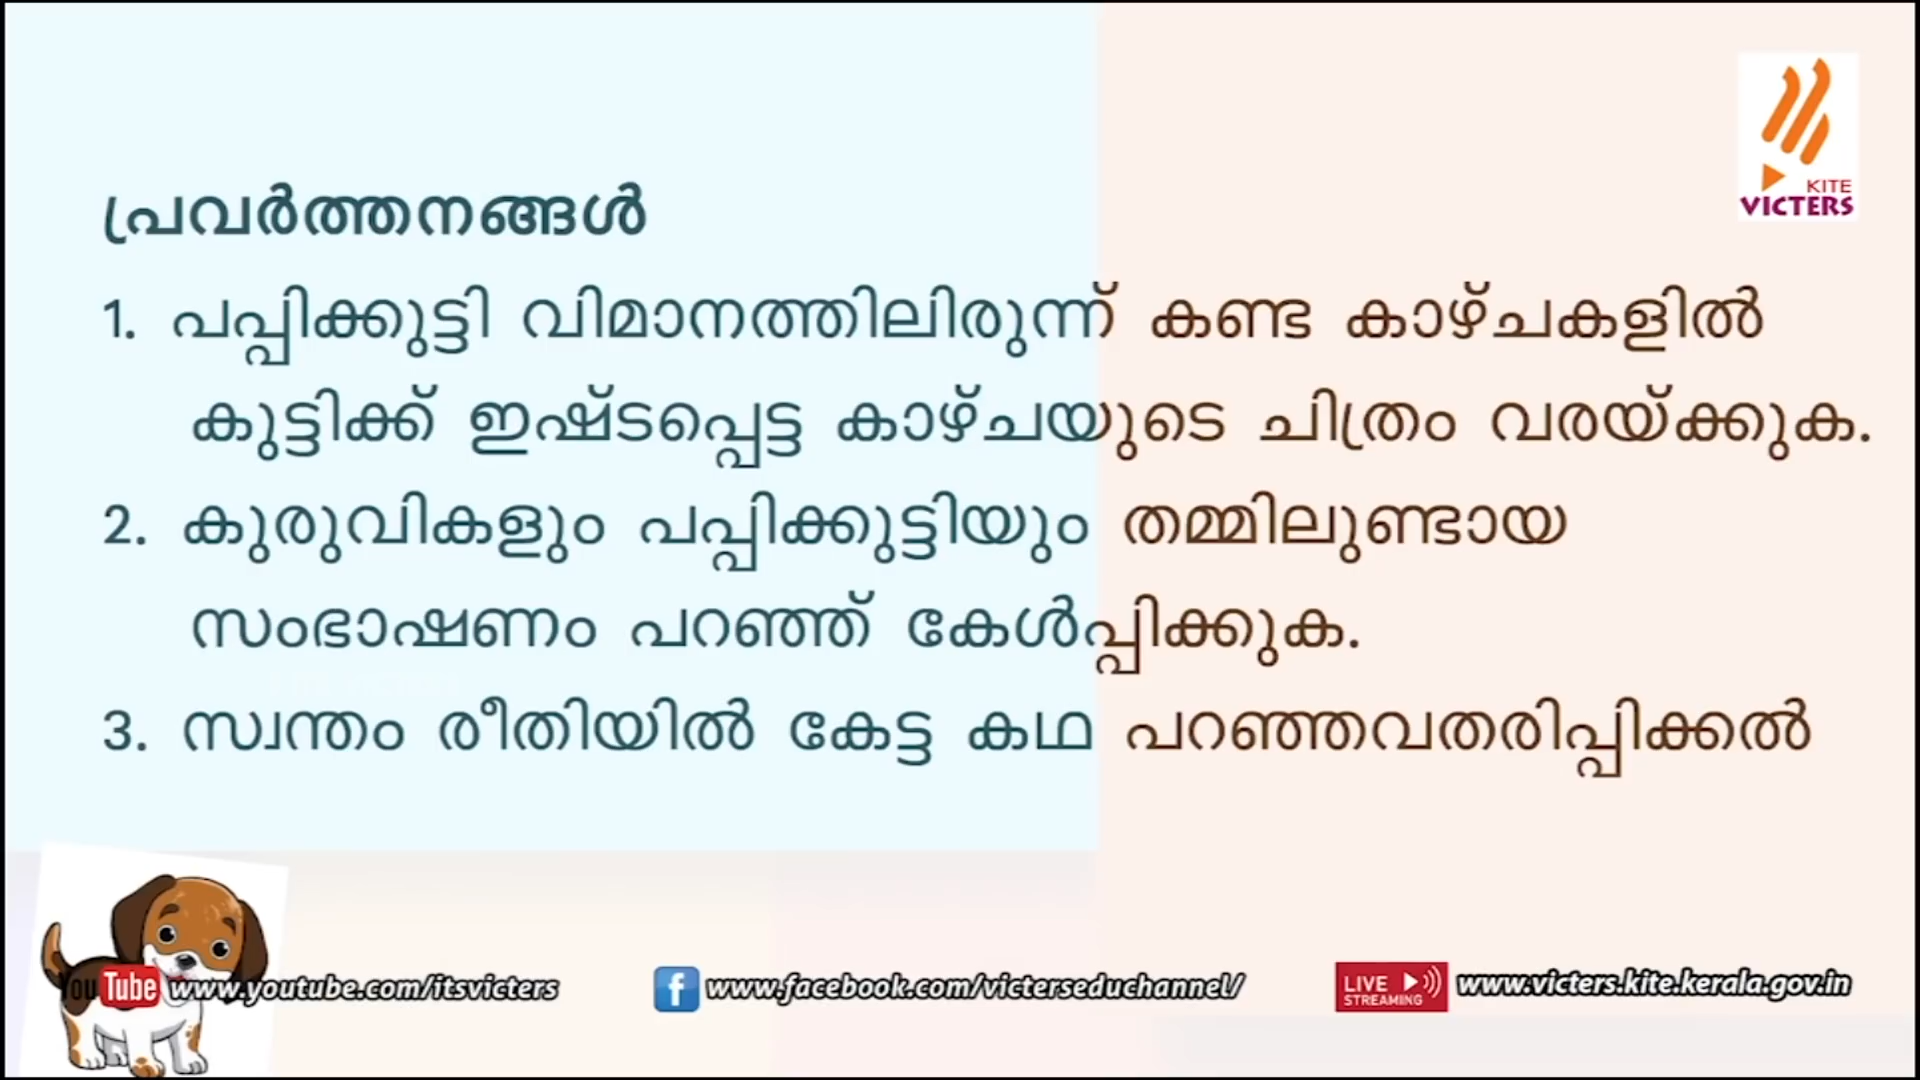 KITE
VICTERS
പ്രവർത്തനങ്ങൾ
1. പപ്പിക്കുട്ടി വിമാനത്തിലിരുന്ന് കണ്ട കാഴ്ചകളിൽ
കുട്ടിക്ക് ഇഷ്ടപ്പെട്ട കാഴ്ചയുടെ ചിത്രം വരയ്ക്കുക.
2. കുരുവികളും പപ്പിക്കുട്ടിയും തമ്മിലുണ്ടായ
സംഭാഷണം പറഞ്ഞ് കേൾപ്പിക്കുക.
3. സ്വന്തം രീതിയിൽ കേട്ട കഥ പറഞ്ഞവതരിപ്പിക്കൽ
YouTube www.youtube.com/itsvicters f www.facebook.com/victerseduchannel/ LIVE STREAMING www.victers.kite.kerala.gov.in